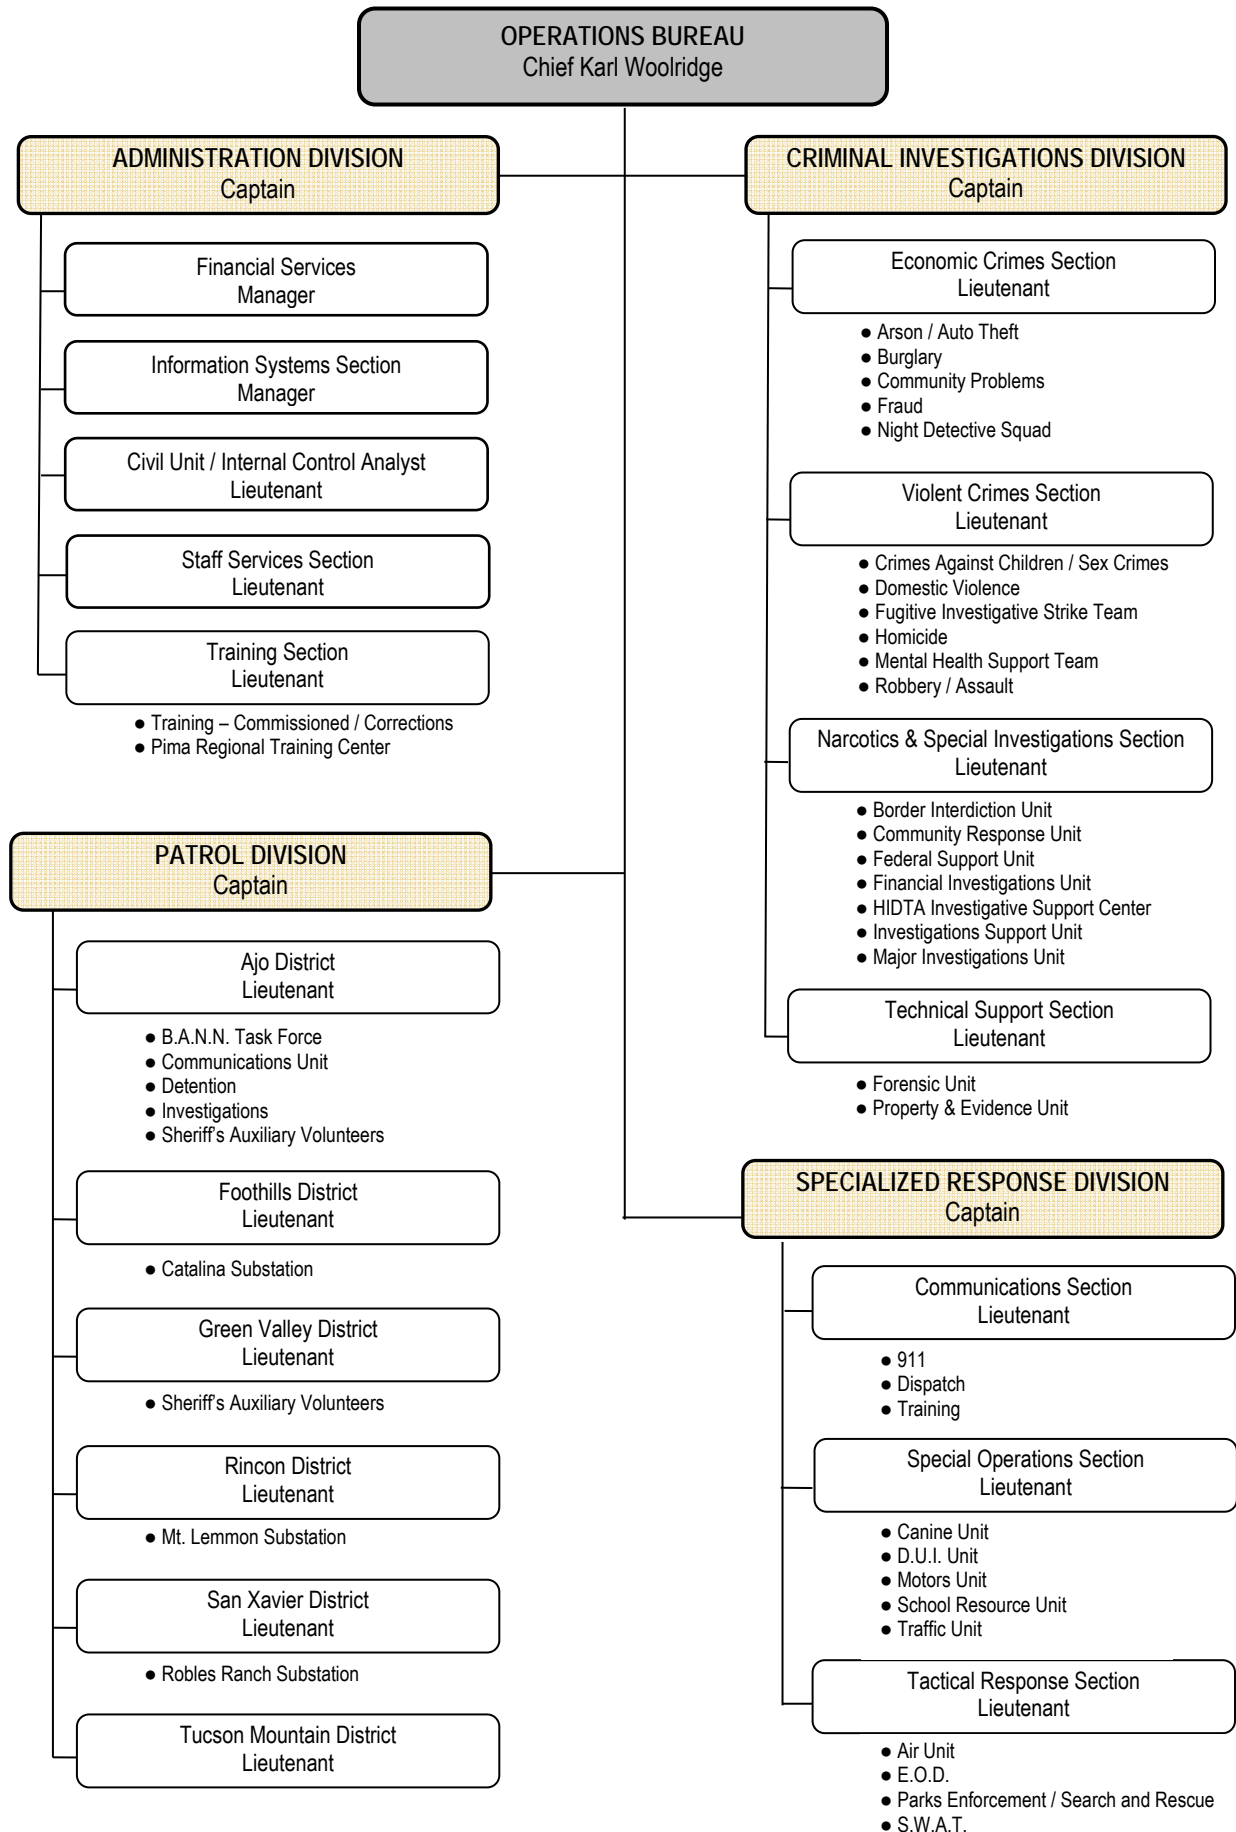 OPERATIONS BUREAU
Chief Karl Woolridge
ADMINISTRATION DIVISION
Captain
Financial Services
Manager
Information Systems Section
Manager
Civil Unit / Internal Control Analyst
Lieutenant
Staff Services Section
Lieutenant
Training Section
Lieutenant
● Training – Commissioned / Corrections
● Pima Regional Training Center
PATROL DIVISION
Captain
Ajo District
Lieutenant
● B.A.N.N. Task Force
● Communications Unit
● Detention
● Investigations
● Sheriff's Auxiliary Volunteers
Foothills District
Lieutenant
● Catalina Substation
Green Valley District
Lieutenant
● Sheriff's Auxiliary Volunteers
Rincon District
Lieutenant
● Mt. Lemmon Substation
San Xavier District
Lieutenant
● Robles Ranch Substation
Tucson Mountain District
Lieutenant
CRIMINAL INVESTIGATIONS DIVISION
Captain
Economic Crimes Section
Lieutenant
● Arson / Auto Theft
● Burglary
● Community Problems
● Fraud
● Night Detective Squad
Violent Crimes Section
Lieutenant
● Crimes Against Children / Sex Crimes
● Domestic Violence
● Fugitive Investigative Strike Team
● Homicide
● Mental Health Support Team
● Robbery / Assault
Narcotics & Special Investigations Section
Lieutenant
● Border Interdiction Unit
● Community Response Unit
● Federal Support Unit
● Financial Investigations Unit
● HIDTA Investigative Support Center
● Investigations Support Unit
● Major Investigations Unit
Technical Support Section
Lieutenant
● Forensic Unit
● Property & Evidence Unit
SPECIALIZED RESPONSE DIVISION
Captain
Communications Section
Lieutenant
● 911
● Dispatch
● Training
Special Operations Section
Lieutenant
● Canine Unit
● D.U.I. Unit
● Motors Unit
● School Resource Unit
● Traffic Unit
Tactical Response Section
Lieutenant
● Air Unit
● E.O.D.
● Parks Enforcement / Search and Rescue
● S.W.A.T.